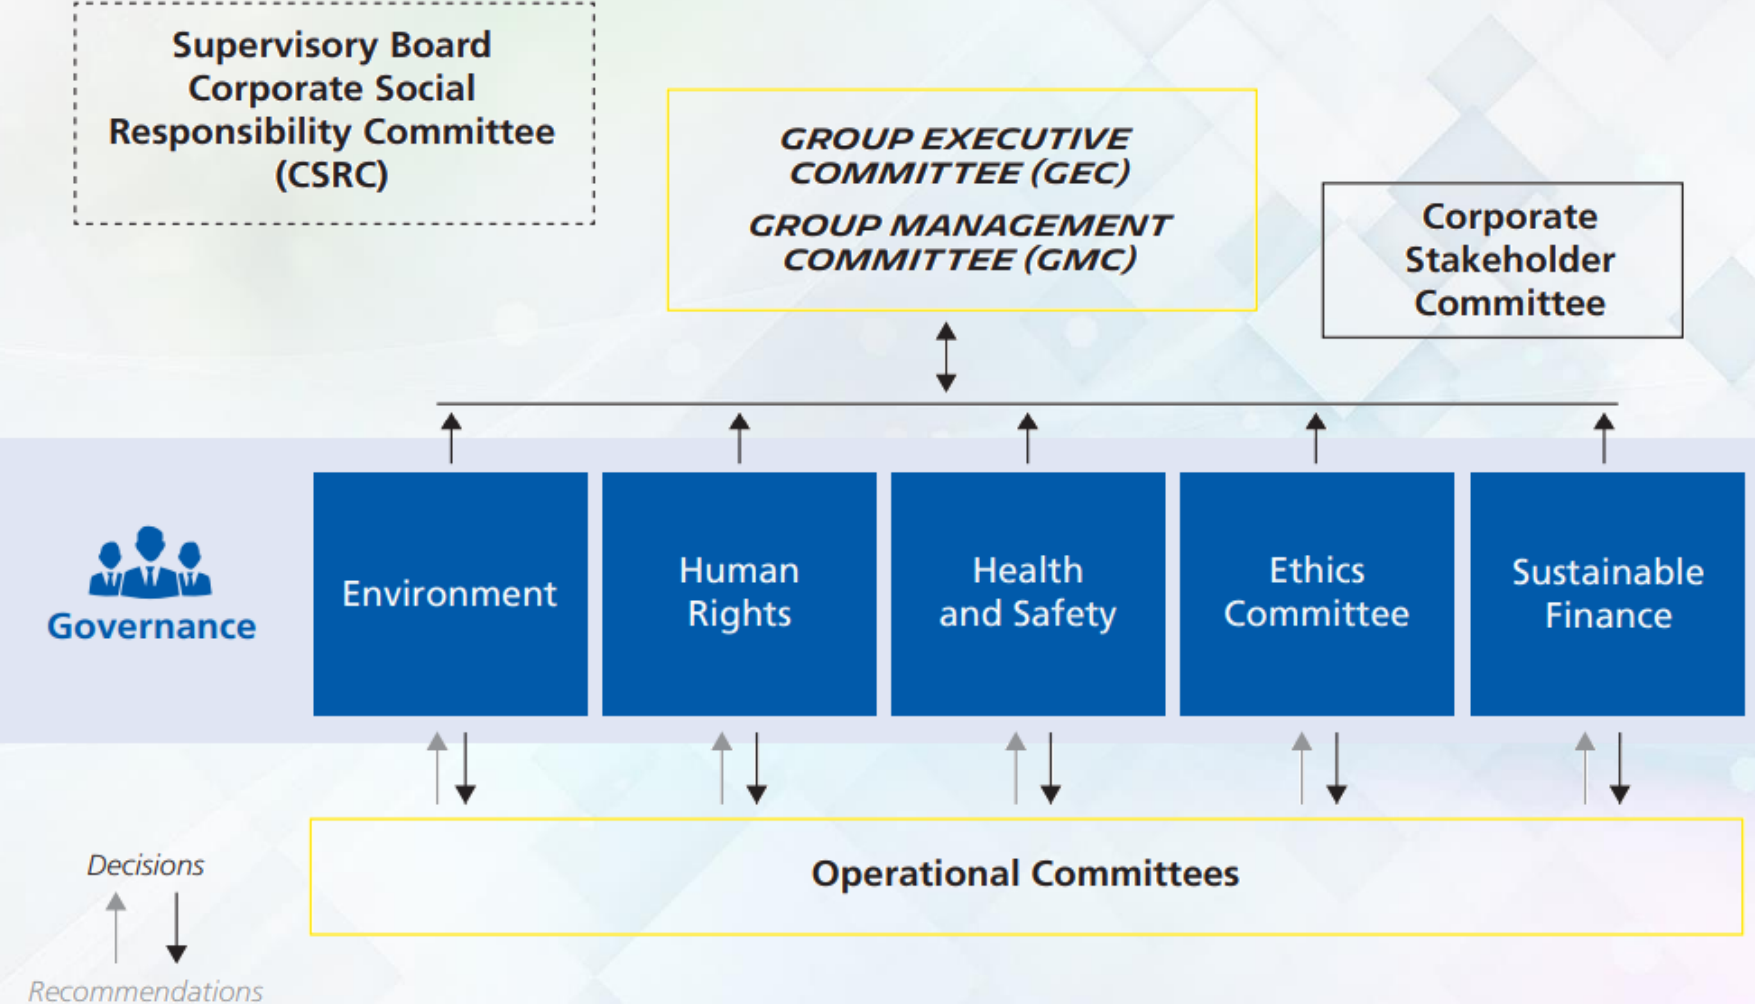 Supervisory Board
Corporate Social
Responsibility Committee
(CSRC)
GROUP EXECUTIVE
COMMITTEE (GEC)
GROUP MANAGEMENT
COMMITTEE (GMC)
Corporate
Stakeholder
Committee
Governance
Environment
Human
Rights
Health
and Safety
Ethics
Committee
Sustainable
Finance
Operational Committees
Decisions
Recommendations